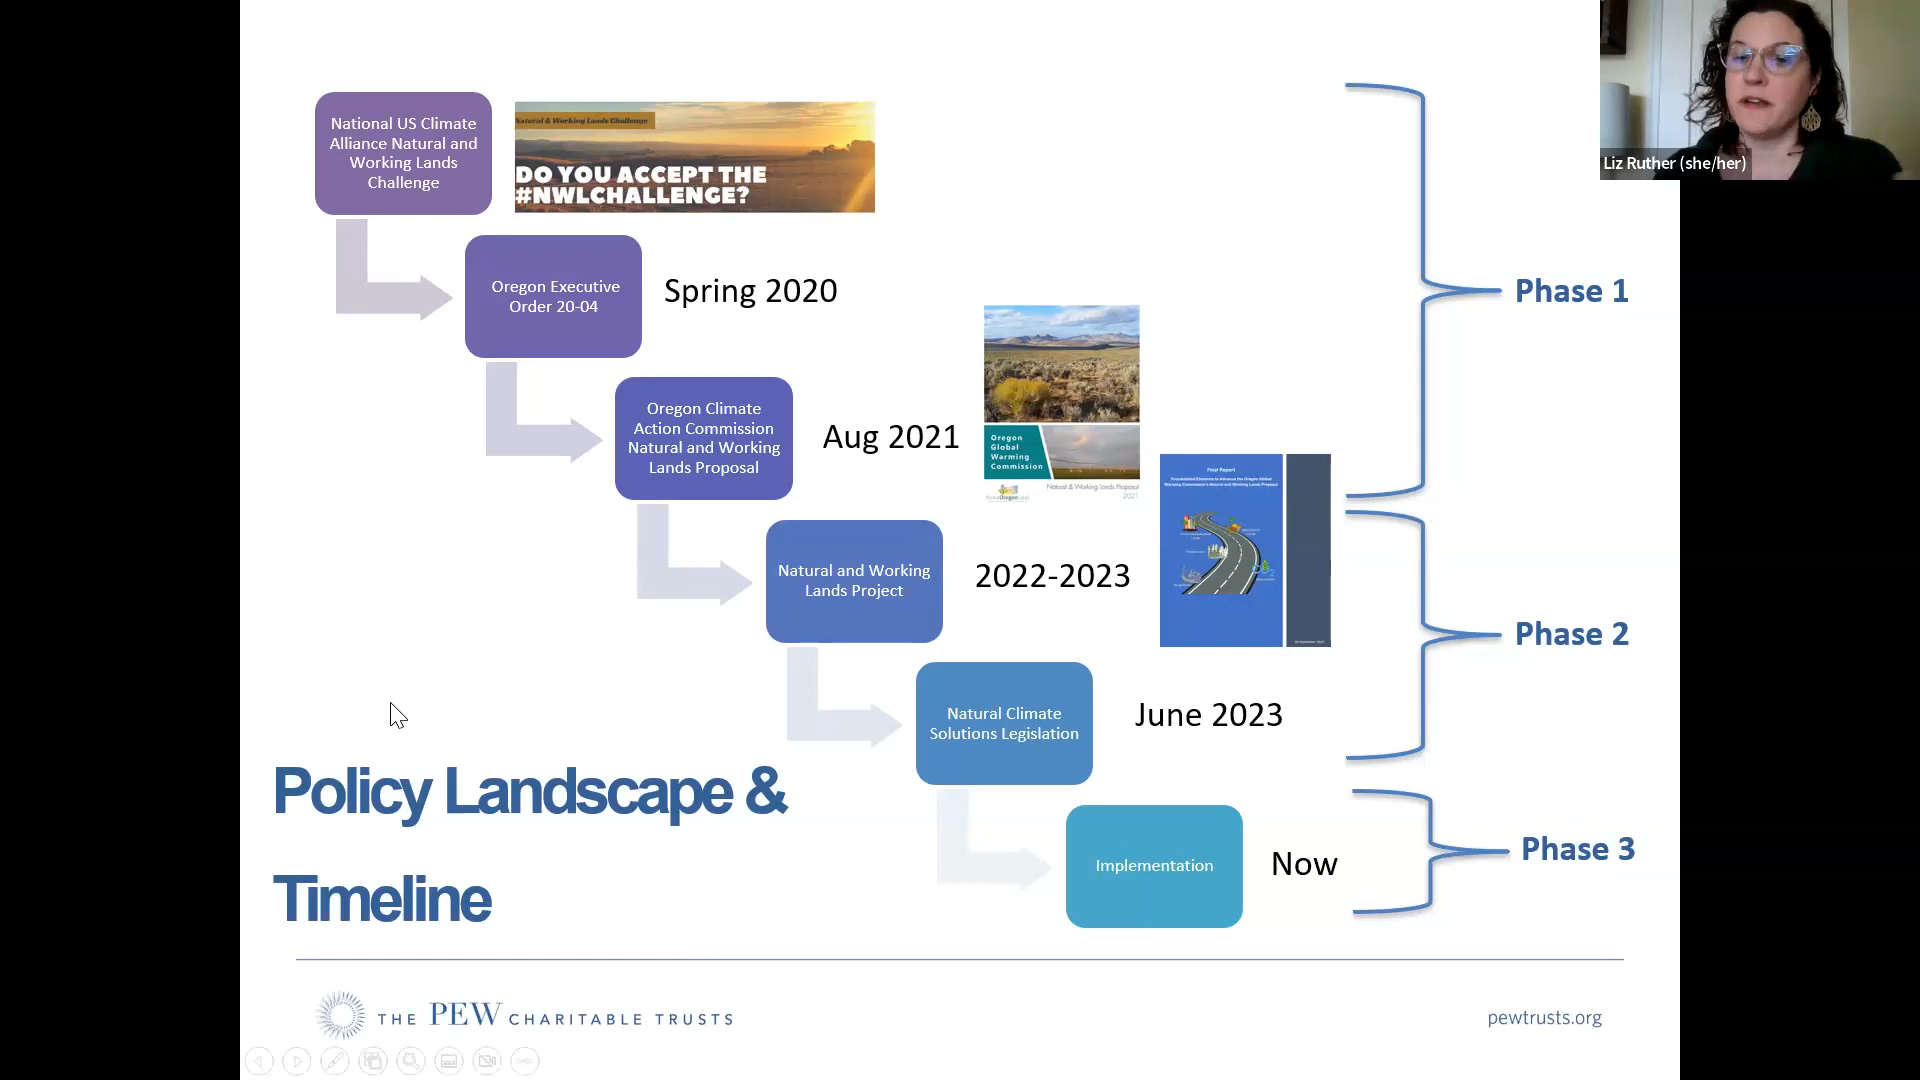 National US Climate
Alliance Natural and
Working Lands
Challenge
Natural & Working Lands Challenge
DO YOU ACCEPT THE
#NWLCHALLENGE?
Liz Ruther (she/her)
Oregon Executive
Order 20-04
Spring 2020
Phase 1
Oregon Climate
Action Commission
Natural and Working
Lands Proposal
Aug 2021
Oregon
Global
Warming
Commission
Natural & Working Lands Proposal
2021
Final Report
Foundational Elements to Advance the Oregon Global
Warming Commission's Natural and Working Lands Proposal
Natural and Working
Lands Project
2022-2023
Phase 2
Natural Climate
Solutions Legislation
June 2023
Policy Landscape &
Timeline
Implementation
Now
Phase 3
THE PEW CHARITABLE TRUSTS
pewtrusts.org